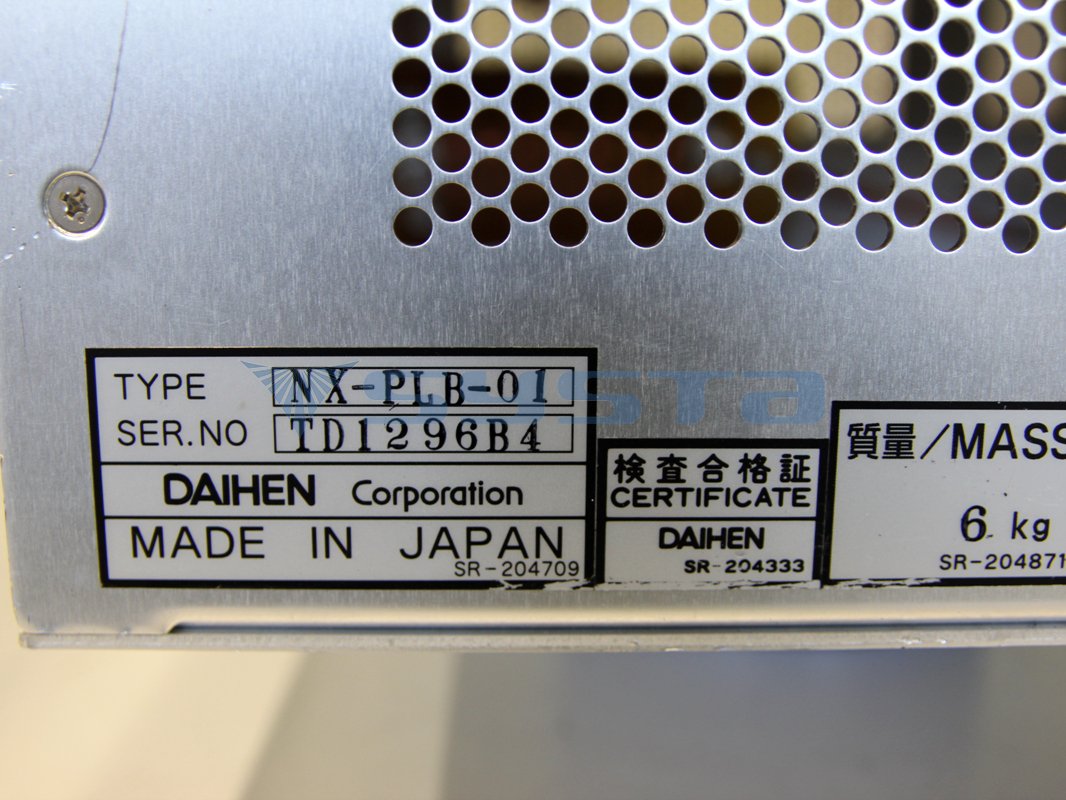 TYPE NX-PLB-01
SER.NO TD1296B4
DAIHEN Corporation
MADE IN JAPAN
SR-204709
検査合格証
CERTIFICATE
DAIHEN
SR-204333
質量/MASS
6 kg
SR-204871
SYSTA